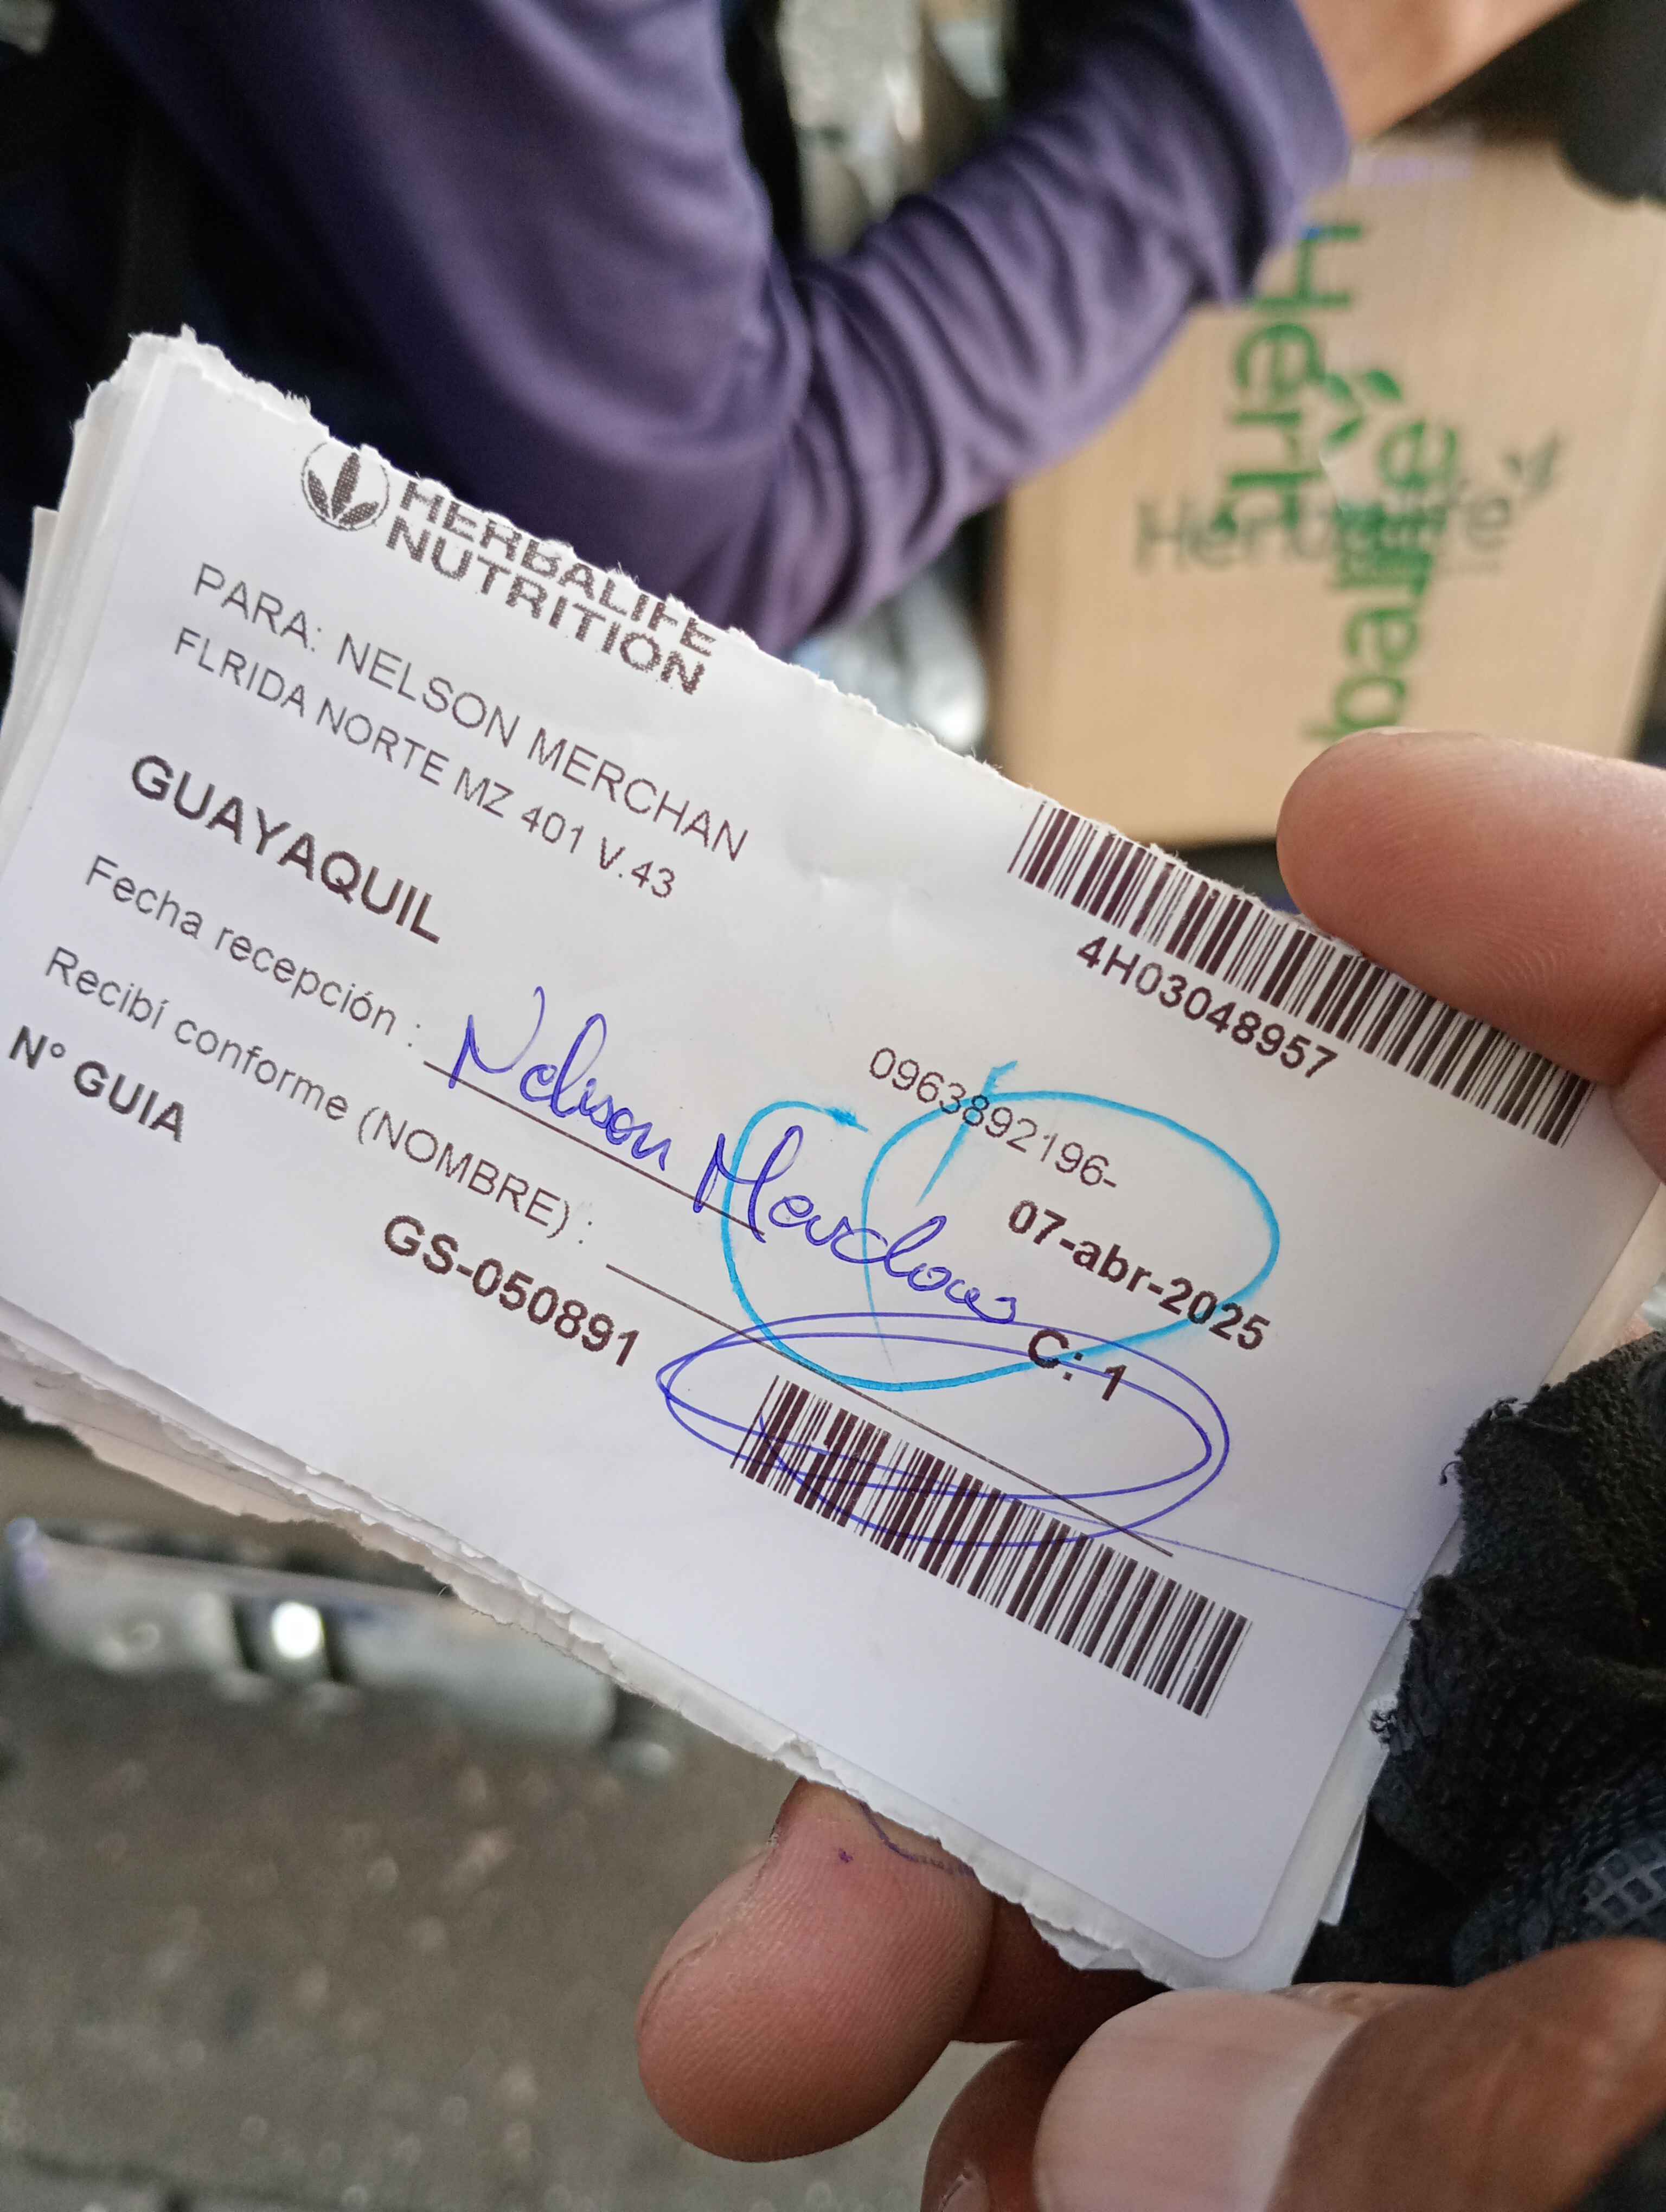 HERBALIFE
NUTRITION
PARA: NELSON MERCHAN
FLRIDA NORTE MZ 401 V.43
GUAYAQUIL
4H03048957
0963892196-
Fecha recepción :
Nelson
07-abr-2025
Recibí conforme (NOMBRE) :
C: 1
N° GUIA
GS-050891
Herbalife
Herbalife